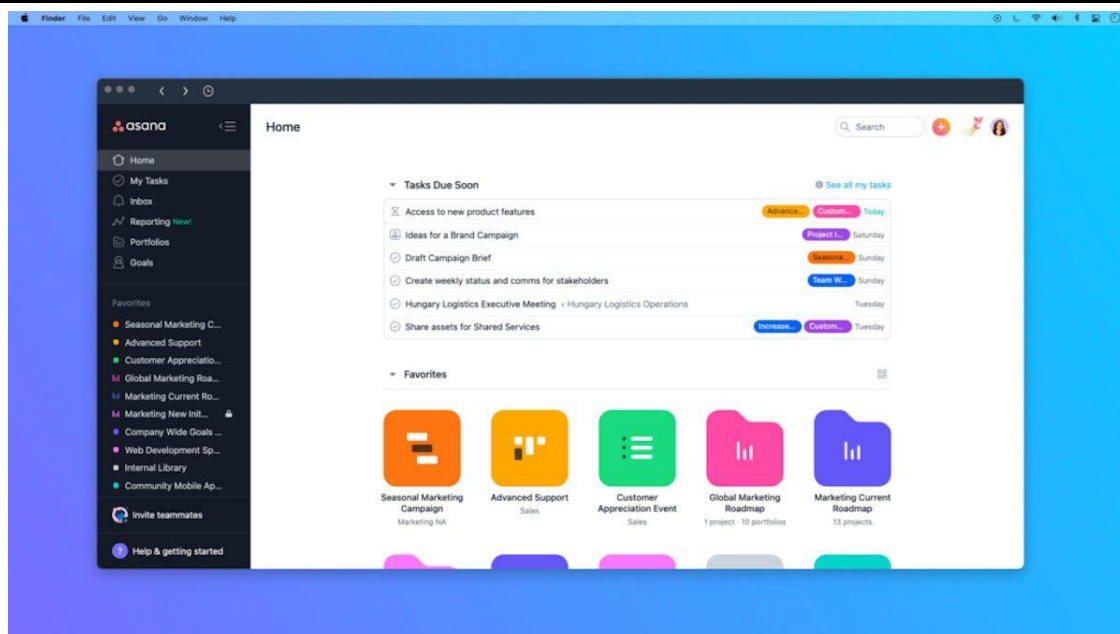 Finder File Edit View Go Window Help
asana
Home
My Tasks
Inbox
Reporting New!
Portfolios
Goals
Favorites
Seasonal Marketing C...
Advanced Support
Customer Appreciatio...
Global Marketing Roa...
Marketing Current Ro...
Marketing New Init...
Company Wide Goals ...
Web Development Sp...
Internal Library
Community Mobile Ap...
Invite teammates
? Help & getting started
Home
Search
Tasks Due Soon
See all my tasks
Access to new product features Advance... Custom... Today
Ideas for a Brand Campaign Project I... Saturday
Draft Campaign Brief Seasona... Sunday
Create weekly status and comms for stakeholders Team W... Sunday
Hungary Logistics Executive Meeting ‹ Hungary Logistics Operations Tuesday
Share assets for Shared Services Increase... Custom... Tuesday
Favorites
Seasonal Marketing
Campaign
Marketing NA
Advanced Support
Sales
Customer
Appreciation Event
Sales
Global Marketing
Roadmap
1 project · 10 portfolios
Marketing Current
Roadmap
13 projects